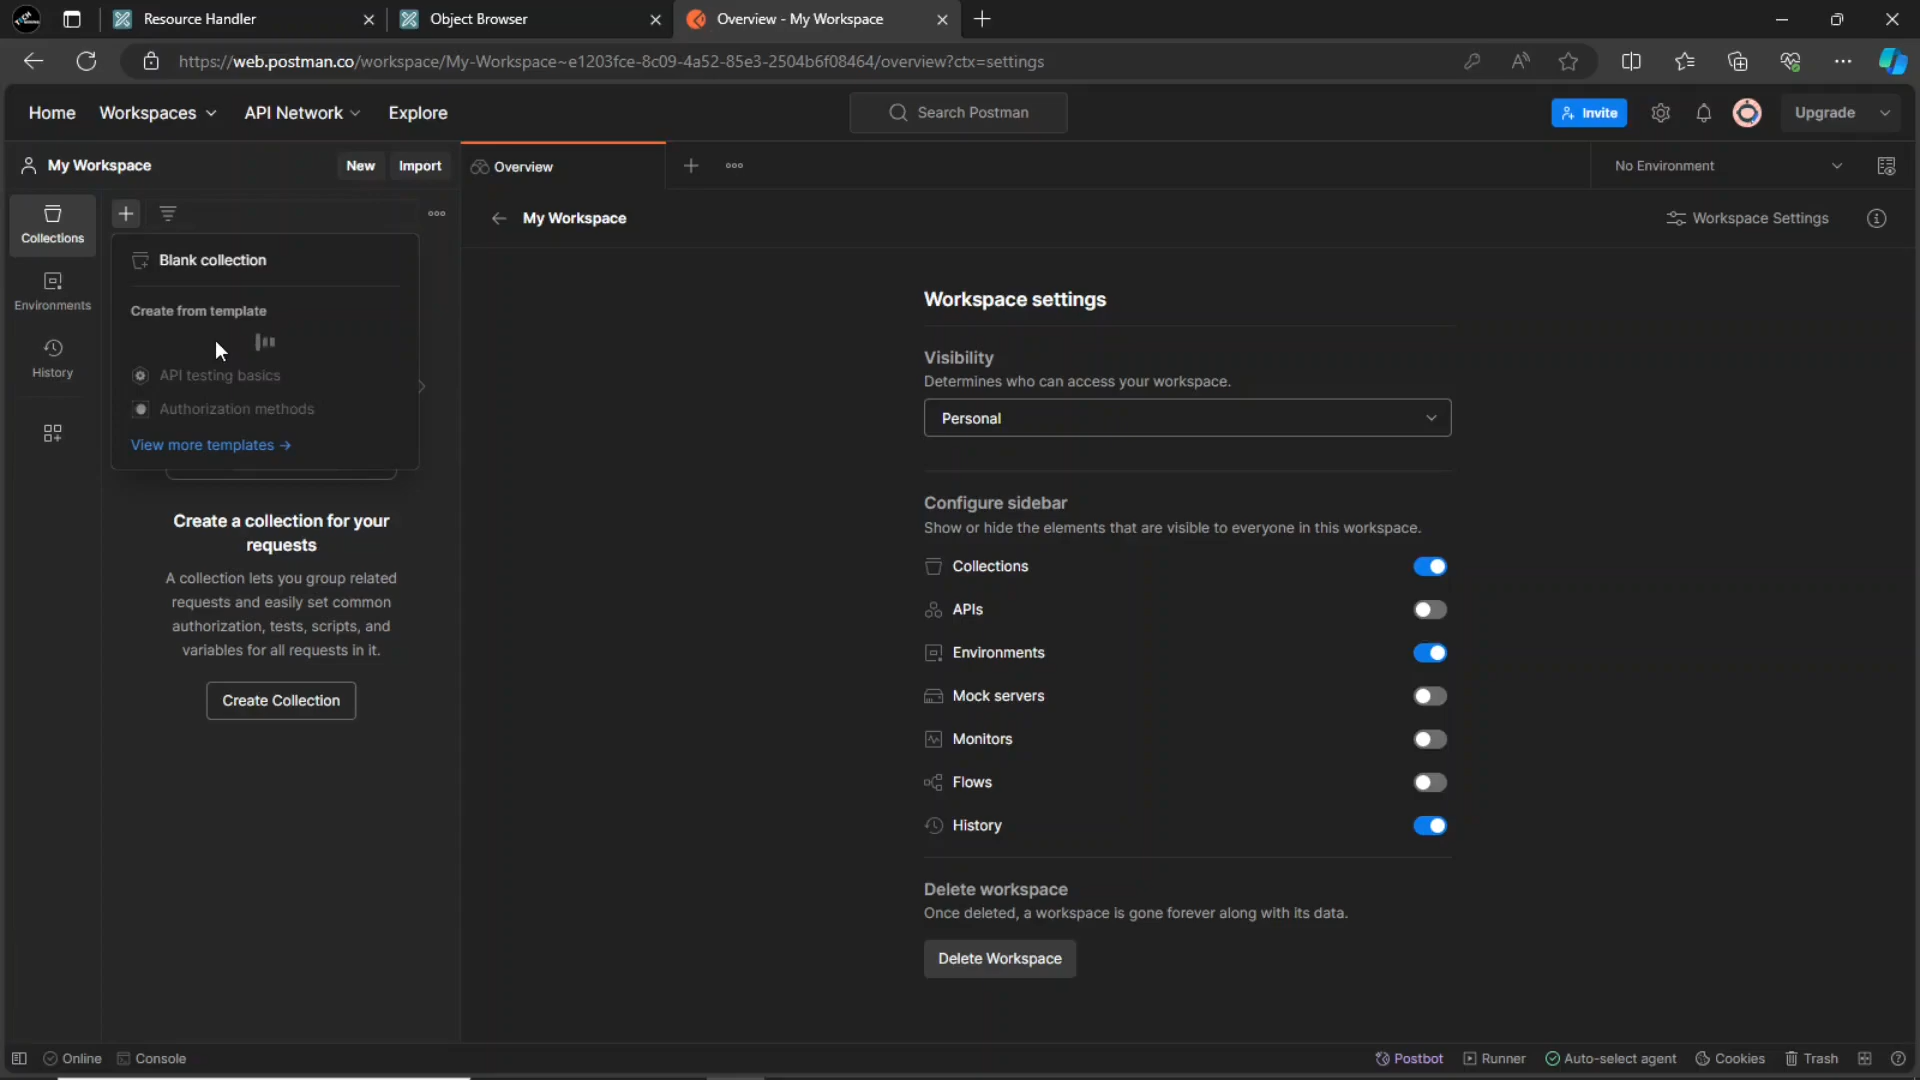 Resource Handler
Object Browser
Overview - My Workspace
https://web.postman.co/workspace/My-Workspace~e1203fce-8c09-4a52-85e3-2504b6f08464/overview?ctx=settings
Home
Workspaces
API Network
Explore
Search Postman
Invite
Upgrade
My Workspace
New
Import
Overview
No Environment
Collections
Environments
History
Blank collection
Create from template
API testing basics
Authorization methods
View more templates →
Create a collection for your
requests
A collection lets you group related
requests and easily set common
authorization, tests, scripts, and
variables for all requests in it.
Create Collection
My Workspace
Workspace Settings
Workspace settings
Visibility
Determines who can access your workspace.
Personal
Configure sidebar
Show or hide the elements that are visible to everyone in this workspace.
Collections
APIs
Environments
Mock servers
Monitors
Flows
History
Delete workspace
Once deleted, a workspace is gone forever along with its data.
Delete Workspace
Online
Console
Postbot
Runner
Auto-select agent
Cookies
Trash